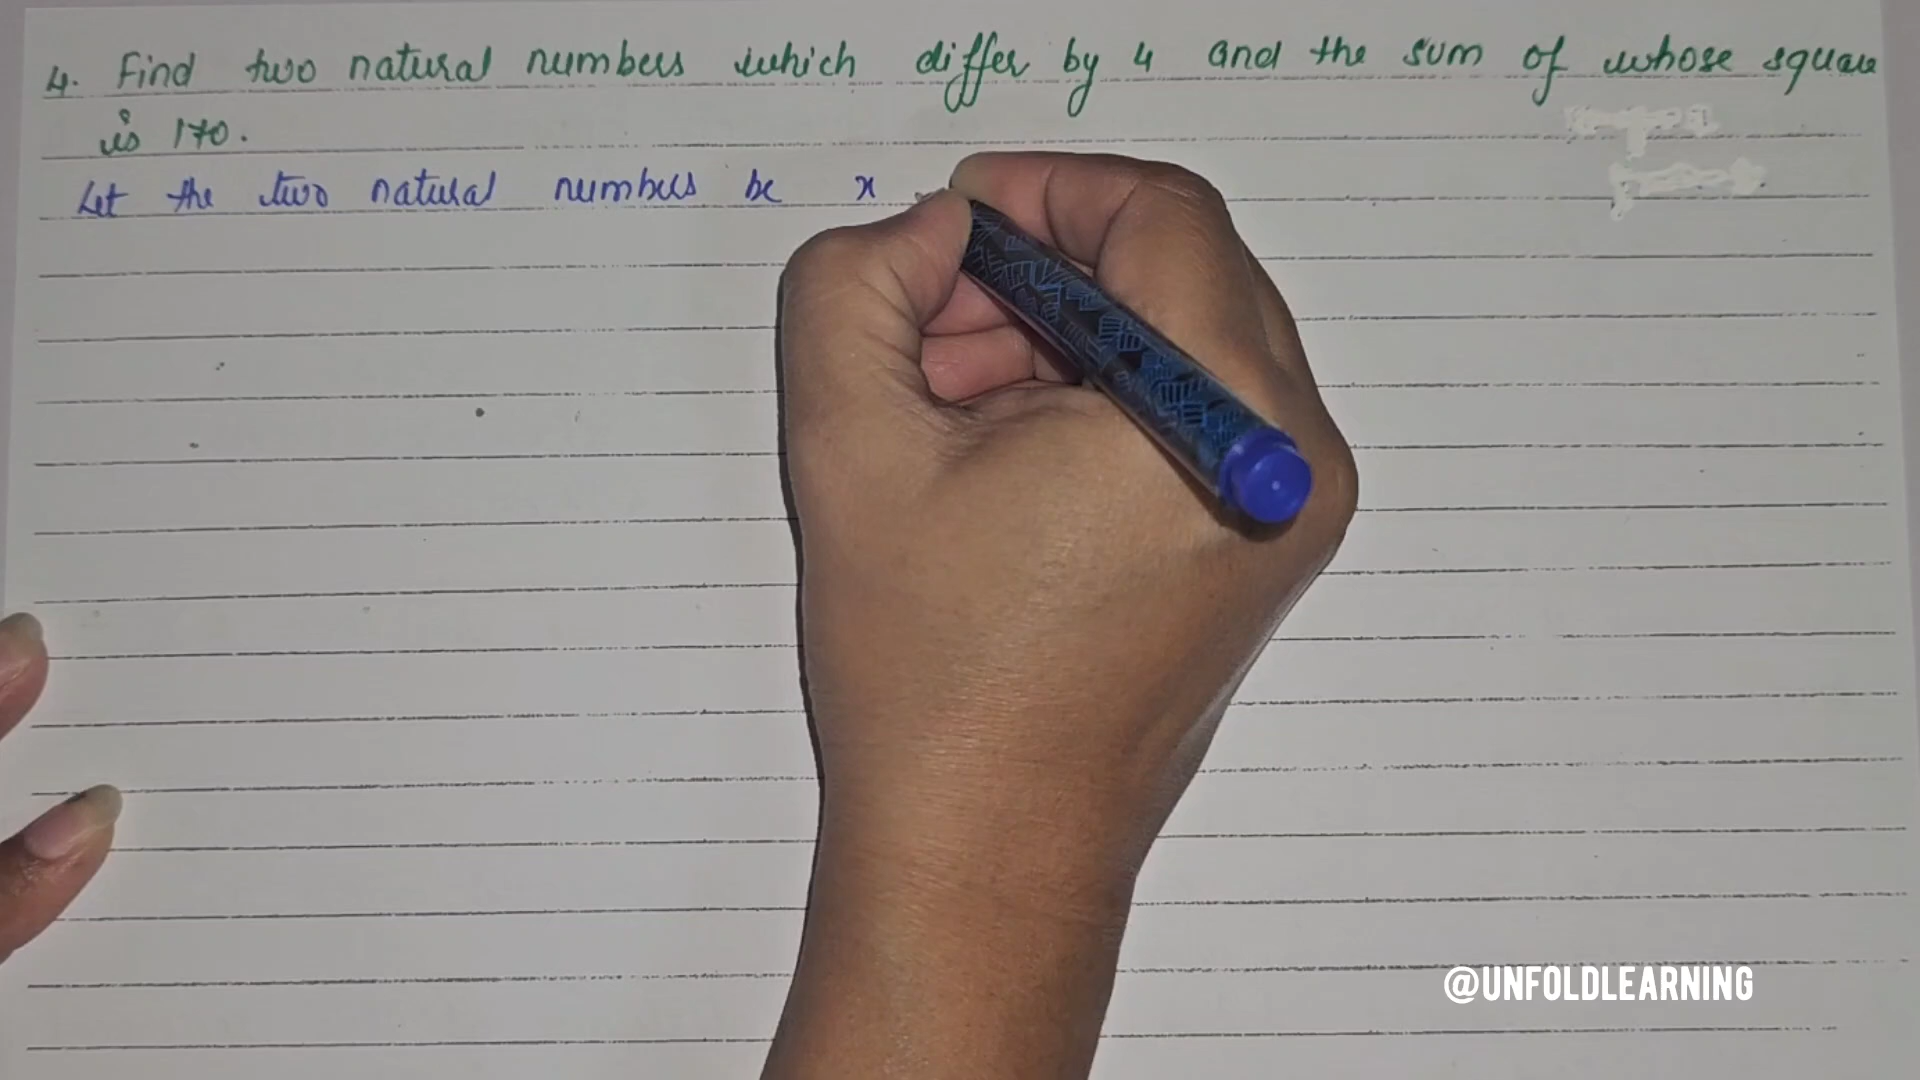 4. Find two natural numbers which differ by 4 and the sum of whose square
is 170.
Let the two natural numbers be x
@UNFOLDLEARNING